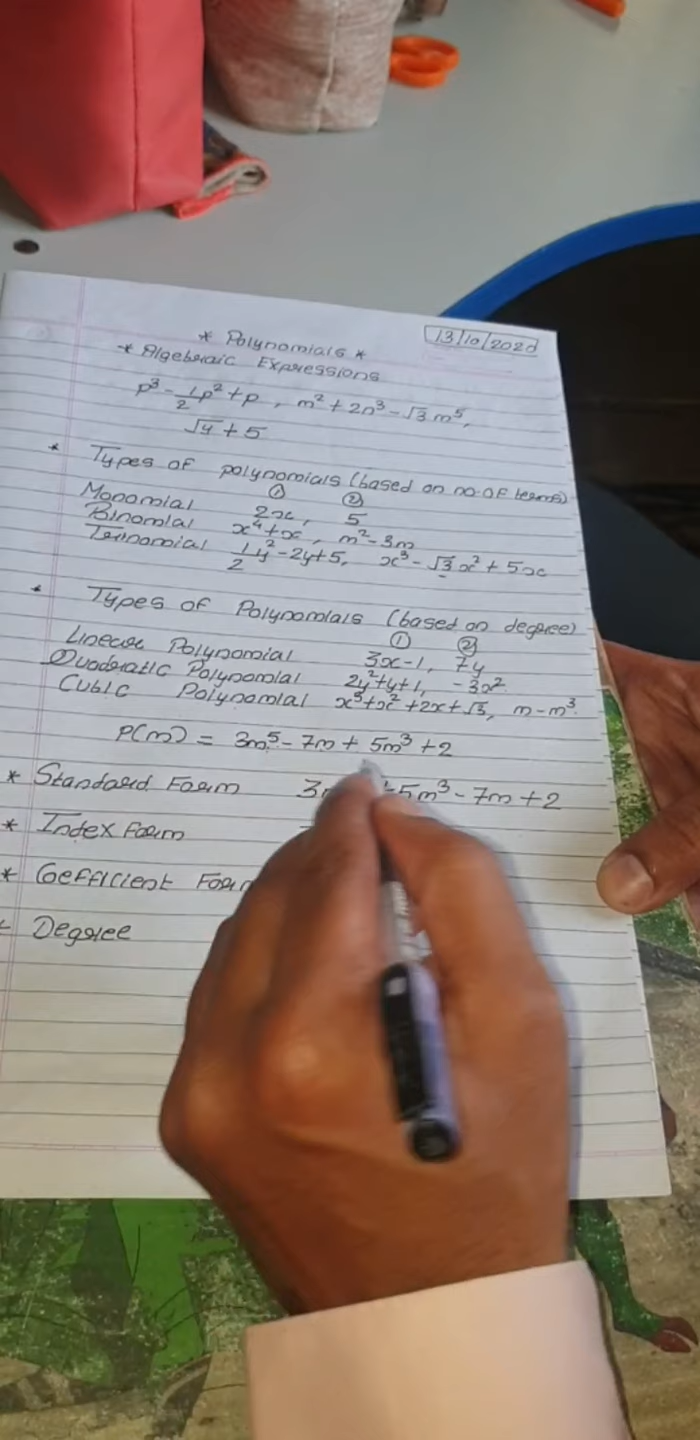 13/10/2020
* Polynomials *
* Algebraic Expressions
p³ - 1/2 p² + p , m² + 2n³ - √3 m⁵,
√y + 5
* Types of polynomials (based on no. of terms)
① ②
Monomial 2x, 5
Binomial x⁴+x, m²-3m
Trinomial 1/2 y²-2y+5, x³-√3x²+5x
* Types of Polynomials (based on degree)
① ②
Linear Polynomial 3x-1, 7y
Quadratic Polynomial 2y²+y+1, -3x²
Cubic Polynomial x³+x²+2x+√3, m-m³
P(m) = 3m⁵ - 7m + 5m³ + 2
* Standard Form 5m³ - 7m + 2
* Index form
* Coefficient
Degree